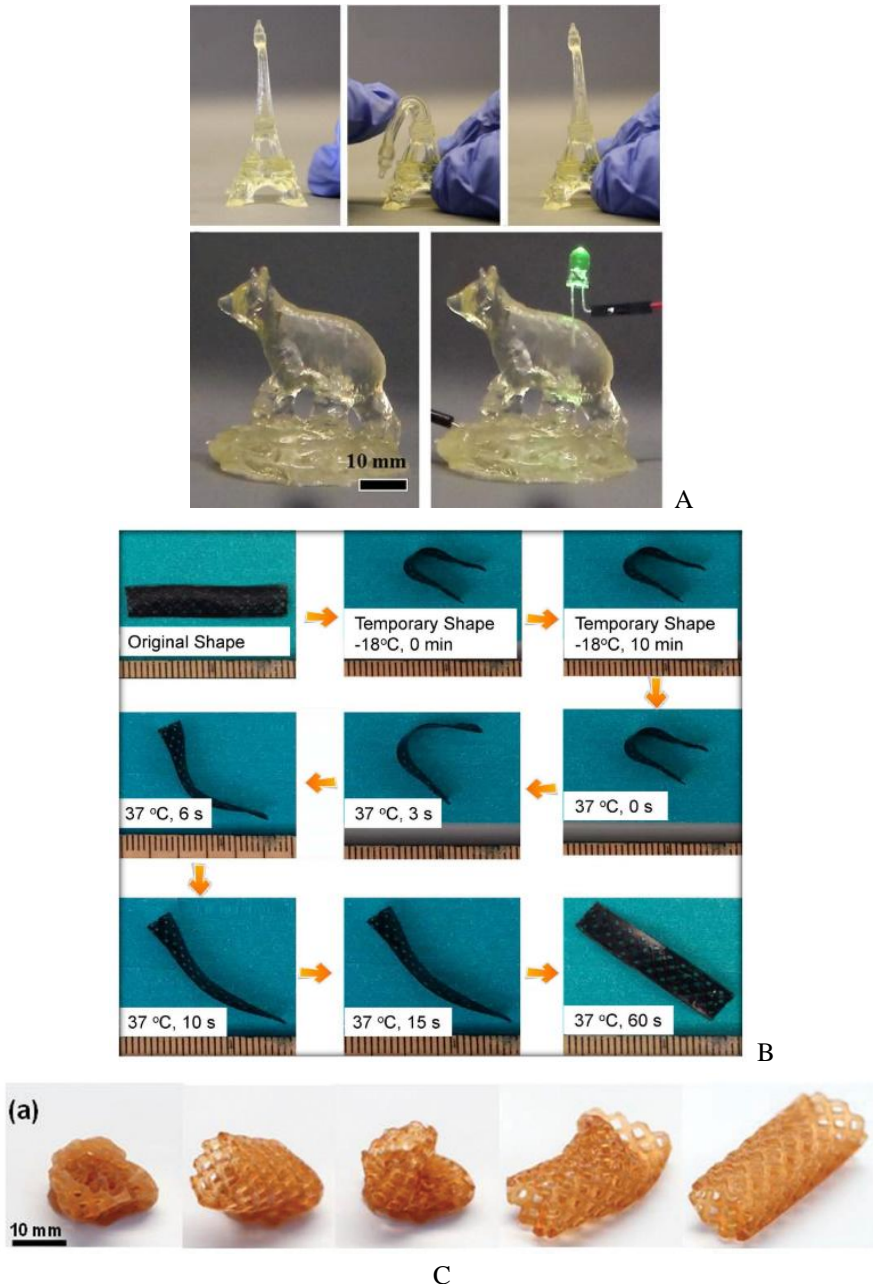 10 mm
A
Original Shape
Temporary Shape
-18°C, 0 min
Temporary Shape
-18°C, 10 min
37 °C, 6 s
37 °C, 3 s
37 °C, 0 s
37 °C, 10 s
37 °C, 15 s
37 °C, 60 s
B
(a)
10 mm
C